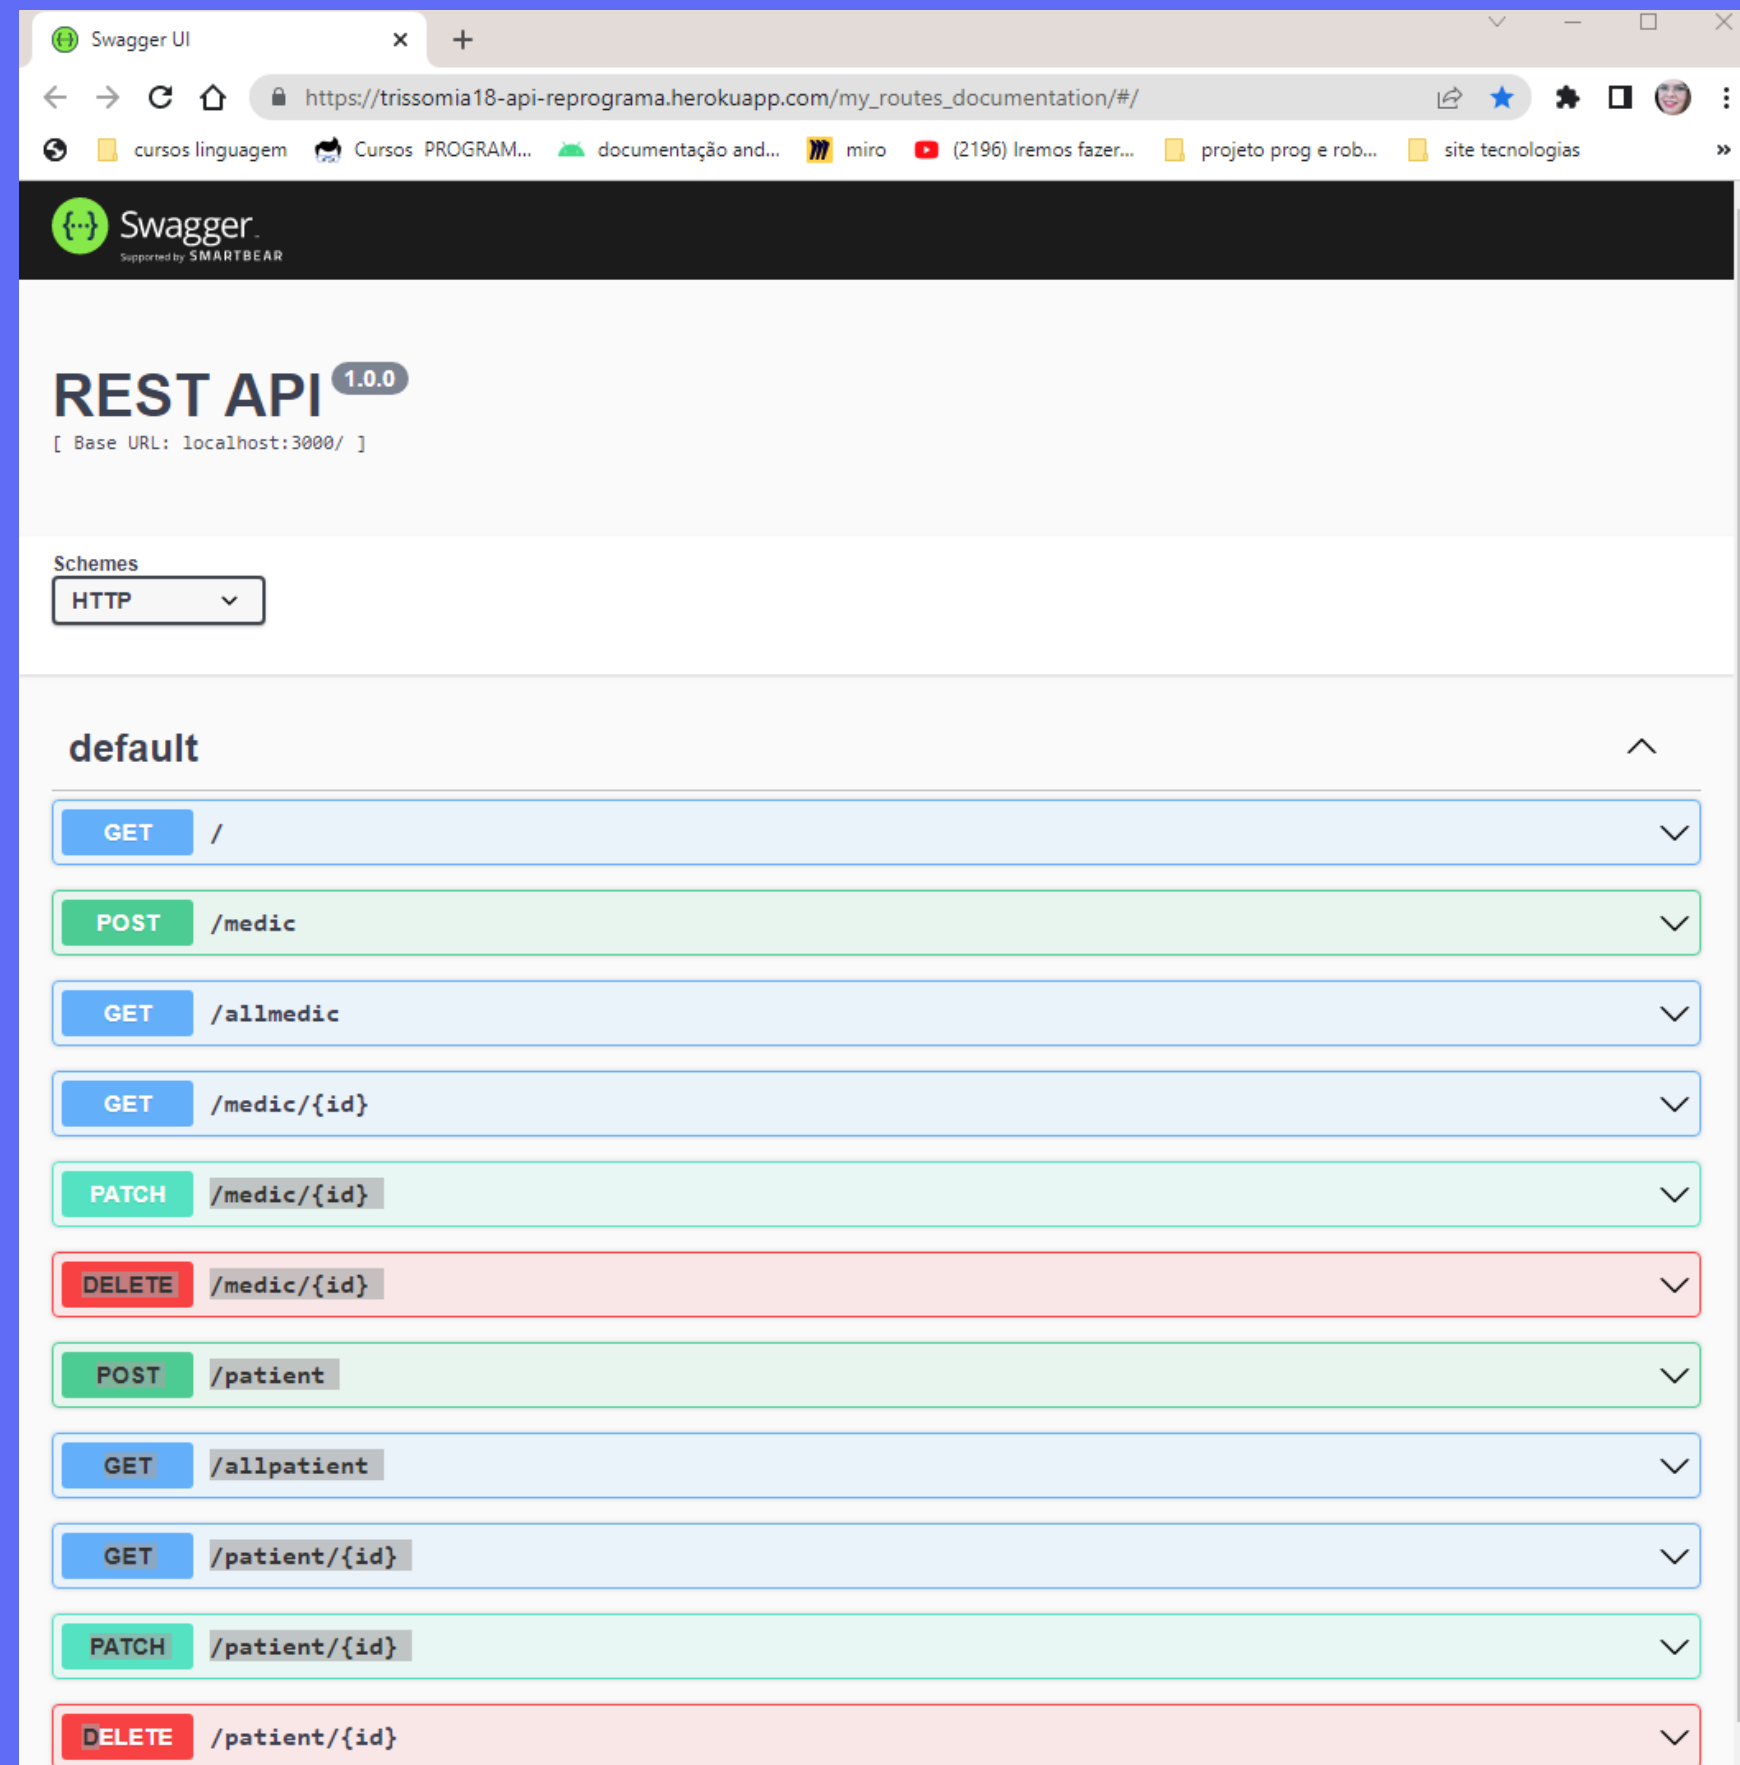 Swagger UI
https://trissomia18-api-reprograma.herokuapp.com/my_routes_documentation/#/
cursos linguagem Cursos PROGRAM... documentação and... miro (2196) Iremos fazer... projeto prog e rob... site tecnologias »
{···} Swagger
Supported by SMARTBEAR
REST API 1.0.0
[ Base URL: localhost:3000/ ]
Schemes
HTTP
default
GET /
POST /medic
GET /allmedic
GET /medic/{id}
PATCH /medic/{id}
DELETE /medic/{id}
POST /patient
GET /allpatient
GET /patient/{id}
PATCH /patient/{id}
DELETE /patient/{id}